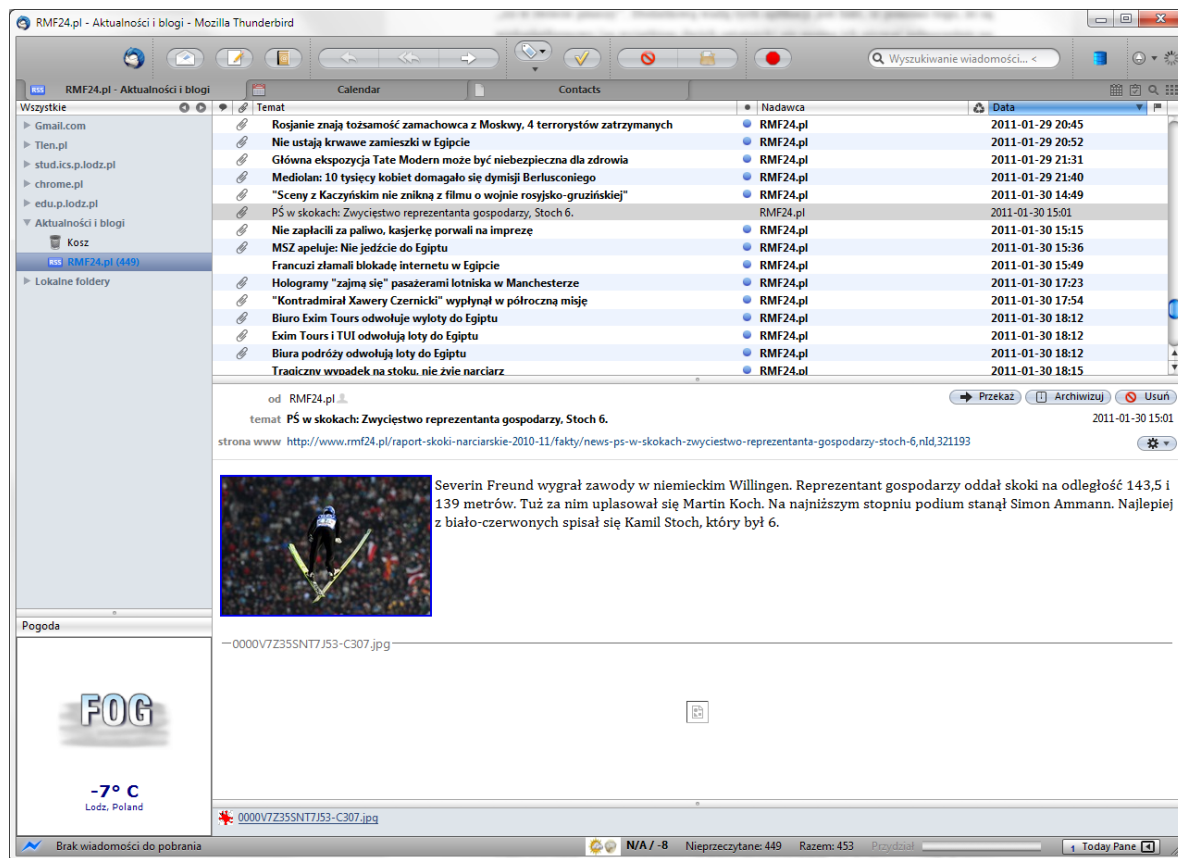 RMF24.pl - Aktualności i blogi - Mozilla Thunderbird
Wyszukiwanie wiadomości... <
RSS RMF24.pl - Aktualności i blogi
Calendar
Contacts
Wszystkie
Temat
Nadawca
Data
Gmail.com
Tlen.pl
stud.ics.p.lodz.pl
chrome.pl
edu.p.lodz.pl
Aktualności i blogi
Kosz
RSS RMF24.pl (449)
Lokalne foldery
Rosjanie znają tożsamość zamachowca z Moskwy, 4 terrorystów zatrzymanych RMF24.pl 2011-01-29 20:45
Nie ustają krwawe zamieszki w Egipcie RMF24.pl 2011-01-29 20:52
Główna ekspozycja Tate Modern może być niebezpieczna dla zdrowia RMF24.pl 2011-01-29 21:31
Mediolan: 10 tysięcy kobiet domagało się dymisji Berlusconiego RMF24.pl 2011-01-29 21:40
"Sceny z Kaczyńskim nie znikną z filmu o wojnie rosyjsko-gruzińskiej" RMF24.pl 2011-01-30 14:49
PŚ w skokach: Zwycięstwo reprezentanta gospodarzy, Stoch 6. RMF24.pl 2011-01-30 15:01
Nie zapłacili za paliwo, kasjerkę porwali na imprezę RMF24.pl 2011-01-30 15:15
MSZ apeluje: Nie jedźcie do Egiptu RMF24.pl 2011-01-30 15:36
Francuzi złamali blokadę internetu w Egipcie RMF24.pl 2011-01-30 15:49
Hologramy "zajmą się" pasażerami lotniska w Manchesterze RMF24.pl 2011-01-30 17:23
"Kontradmirał Xawery Czernicki" wypłynął w półroczną misję RMF24.pl 2011-01-30 17:54
Biuro Exim Tours odwołuje wyloty do Egiptu RMF24.pl 2011-01-30 18:12
Exim Tours i TUI odwołują loty do Egiptu RMF24.pl 2011-01-30 18:12
Biura podróży odwołują loty do Egiptu RMF24.pl 2011-01-30 18:12
Tragiczny wypadek na stoku, nie żyje narciarz RMF24.pl 2011-01-30 18:15
od RMF24.pl
Przekaż
Archiwizuj
Usuń
temat PŚ w skokach: Zwycięstwo reprezentanta gospodarzy, Stoch 6.
2011-01-30 15:01
strona www http://www.rmf24.pl/raport-skoki-narciarskie-2010-11/fakty/news-ps-w-skokach-zwyciestwo-reprezentanta-gospodarzy-stoch-6,nId,321193
Severin Freund wygrał zawody w niemieckim Willingen. Reprezentant gospodarzy oddał skoki na odległość 143,5 i
139 metrów. Tuż za nim uplasował się Martin Koch. Na najniższym stopniu podium stanął Simon Ammann. Najlepiej
z biało-czerwonych spisał się Kamil Stoch, który był 6.
0000V7Z35SNT7J53-C307.jpg
Pogoda
FOG
-7° C
Lodz, Poland
0000V7Z35SNT7J53-C307.jpg
Brak wiadomości do pobrania
N/A / -8
Nieprzeczytane: 449
Razem: 453
Przydział
1 Today Pane